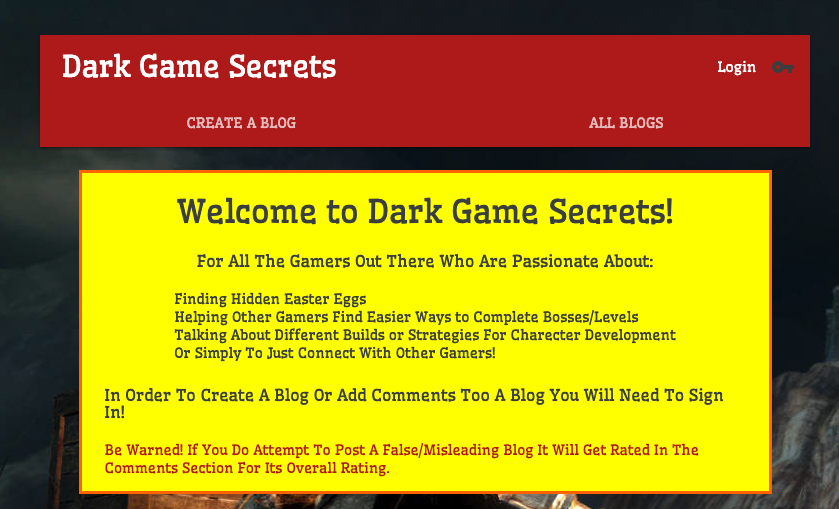 Dark Game Secrets
Login
CREATE A BLOG
ALL BLOGS
Welcome to Dark Game Secrets!
For All The Gamers Out There Who Are Passionate About:
Finding Hidden Easter Eggs
Helping Other Gamers Find Easier Ways to Complete Bosses/Levels
Talking About Different Builds or Strategies For Charecter Development
Or Simply To Just Connect With Other Gamers!
In Order To Create A Blog Or Add Comments Too A Blog You Will Need To Sign
In!
Be Warned! If You Do Attempt To Post A False/Misleading Blog It Will Get Rated In The
Comments Section For Its Overall Rating.